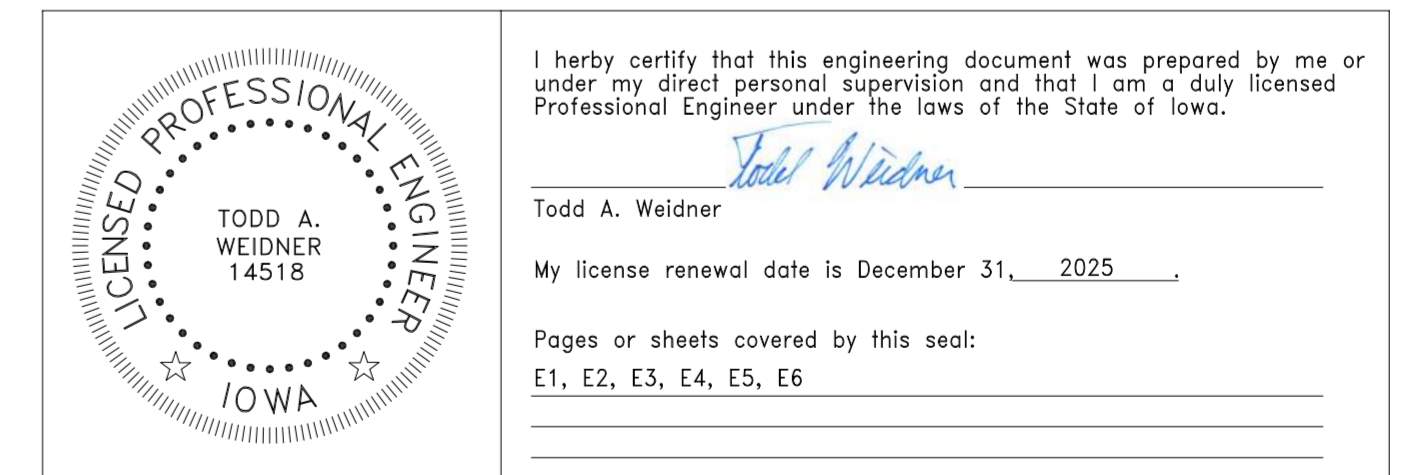 LICENSED PROFESSIONAL ENGINEER
TODD A.
WEIDNER
14518
IOWA
I herby certify that this engineering document was prepared by me or
under my direct personal supervision and that I am a duly licensed
Professional Engineer under the laws of the State of Iowa.
Todd Weidner
Todd A. Weidner
My license renewal date is December 31, 2025 .
Pages or sheets covered by this seal:
E1, E2, E3, E4, E5, E6